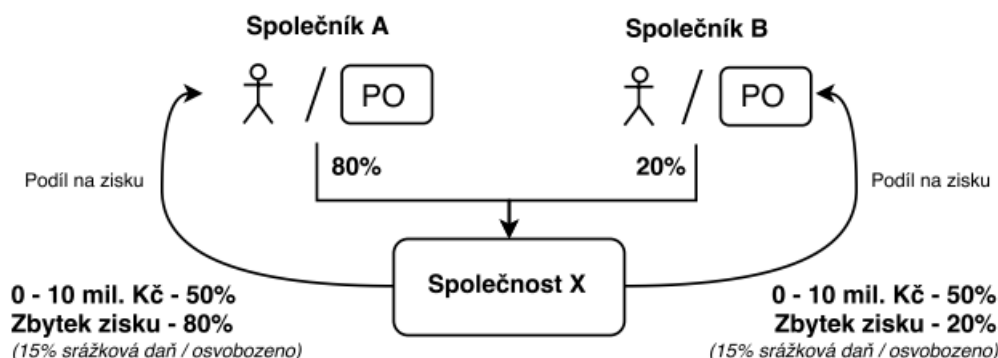 Společník A
Společník B
PO
PO
80%
20%
Podíl na zisku
Podíl na zisku
Společnost X
0 - 10 mil. Kč - 50%
Zbytek zisku - 80%
(15% srážková daň / osvobozeno)
0 - 10 mil. Kč - 50%
Zbytek zisku - 20%
(15% srážková daň / osvobozeno)